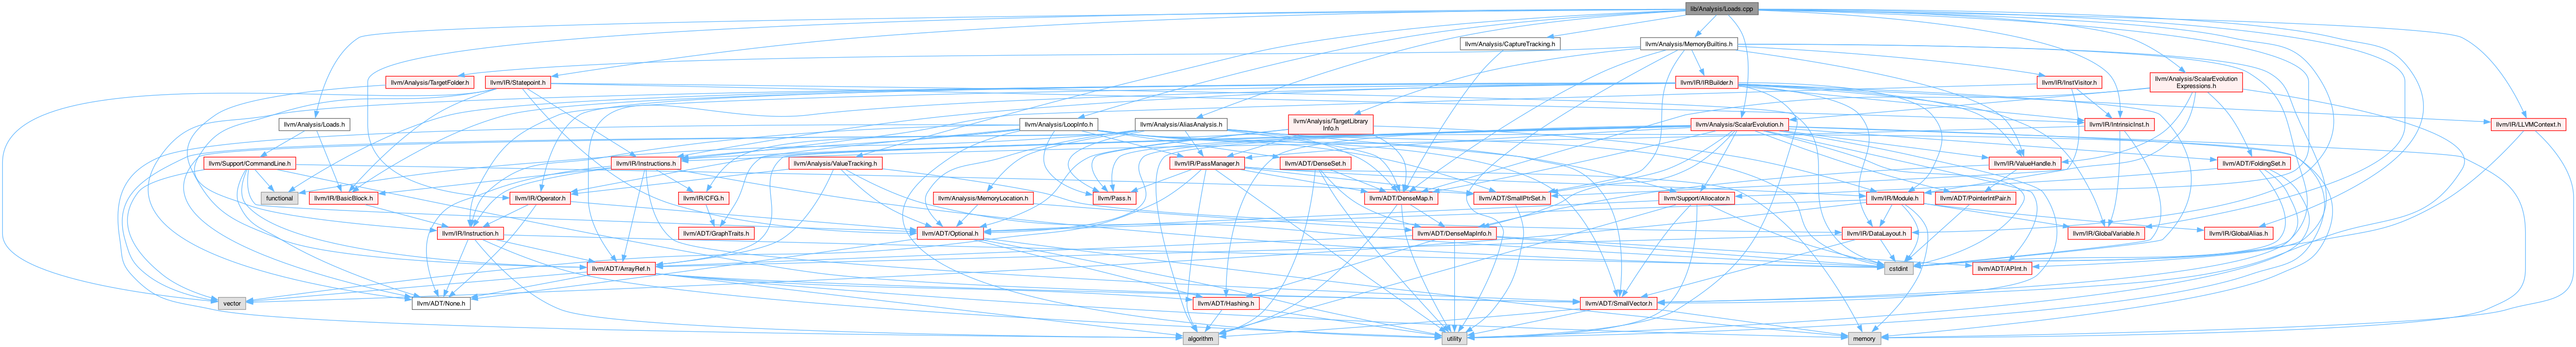 lib/Analysis/Loads.cpp
llvm/Analysis/CaptureTracking.h
llvm/Analysis/MemoryBuiltins.h
llvm/Analysis/TargetFolder.h
llvm/IR/Statepoint.h
llvm/IR/IRBuilder.h
llvm/IR/InstVisitor.h
llvm/Analysis/ScalarEvolution
Expressions.h
llvm/Analysis/Loads.h
llvm/Analysis/LoopInfo.h
llvm/Analysis/AliasAnalysis.h
llvm/Analysis/TargetLibrary
Info.h
llvm/Analysis/ScalarEvolution.h
llvm/IR/IntrinsicInst.h
llvm/IR/LLVMContext.h
llvm/Support/CommandLine.h
llvm/IR/Instructions.h
llvm/Analysis/ValueTracking.h
llvm/IR/PassManager.h
llvm/ADT/DenseSet.h
llvm/IR/ValueHandle.h
llvm/ADT/FoldingSet.h
functional
llvm/IR/BasicBlock.h
llvm/IR/Operator.h
llvm/IR/CFG.h
llvm/Analysis/MemoryLocation.h
llvm/Pass.h
llvm/ADT/DenseMap.h
llvm/ADT/SmallPtrSet.h
llvm/Support/Allocator.h
llvm/IR/Module.h
llvm/ADT/PointerIntPair.h
llvm/IR/Instruction.h
llvm/ADT/GraphTraits.h
llvm/ADT/Optional.h
llvm/ADT/DenseMapInfo.h
llvm/IR/DataLayout.h
llvm/IR/GlobalVariable.h
llvm/IR/GlobalAlias.h
llvm/ADT/ArrayRef.h
cstdint
llvm/ADT/APInt.h
vector
llvm/ADT/None.h
llvm/ADT/Hashing.h
llvm/ADT/SmallVector.h
algorithm
utility
memory